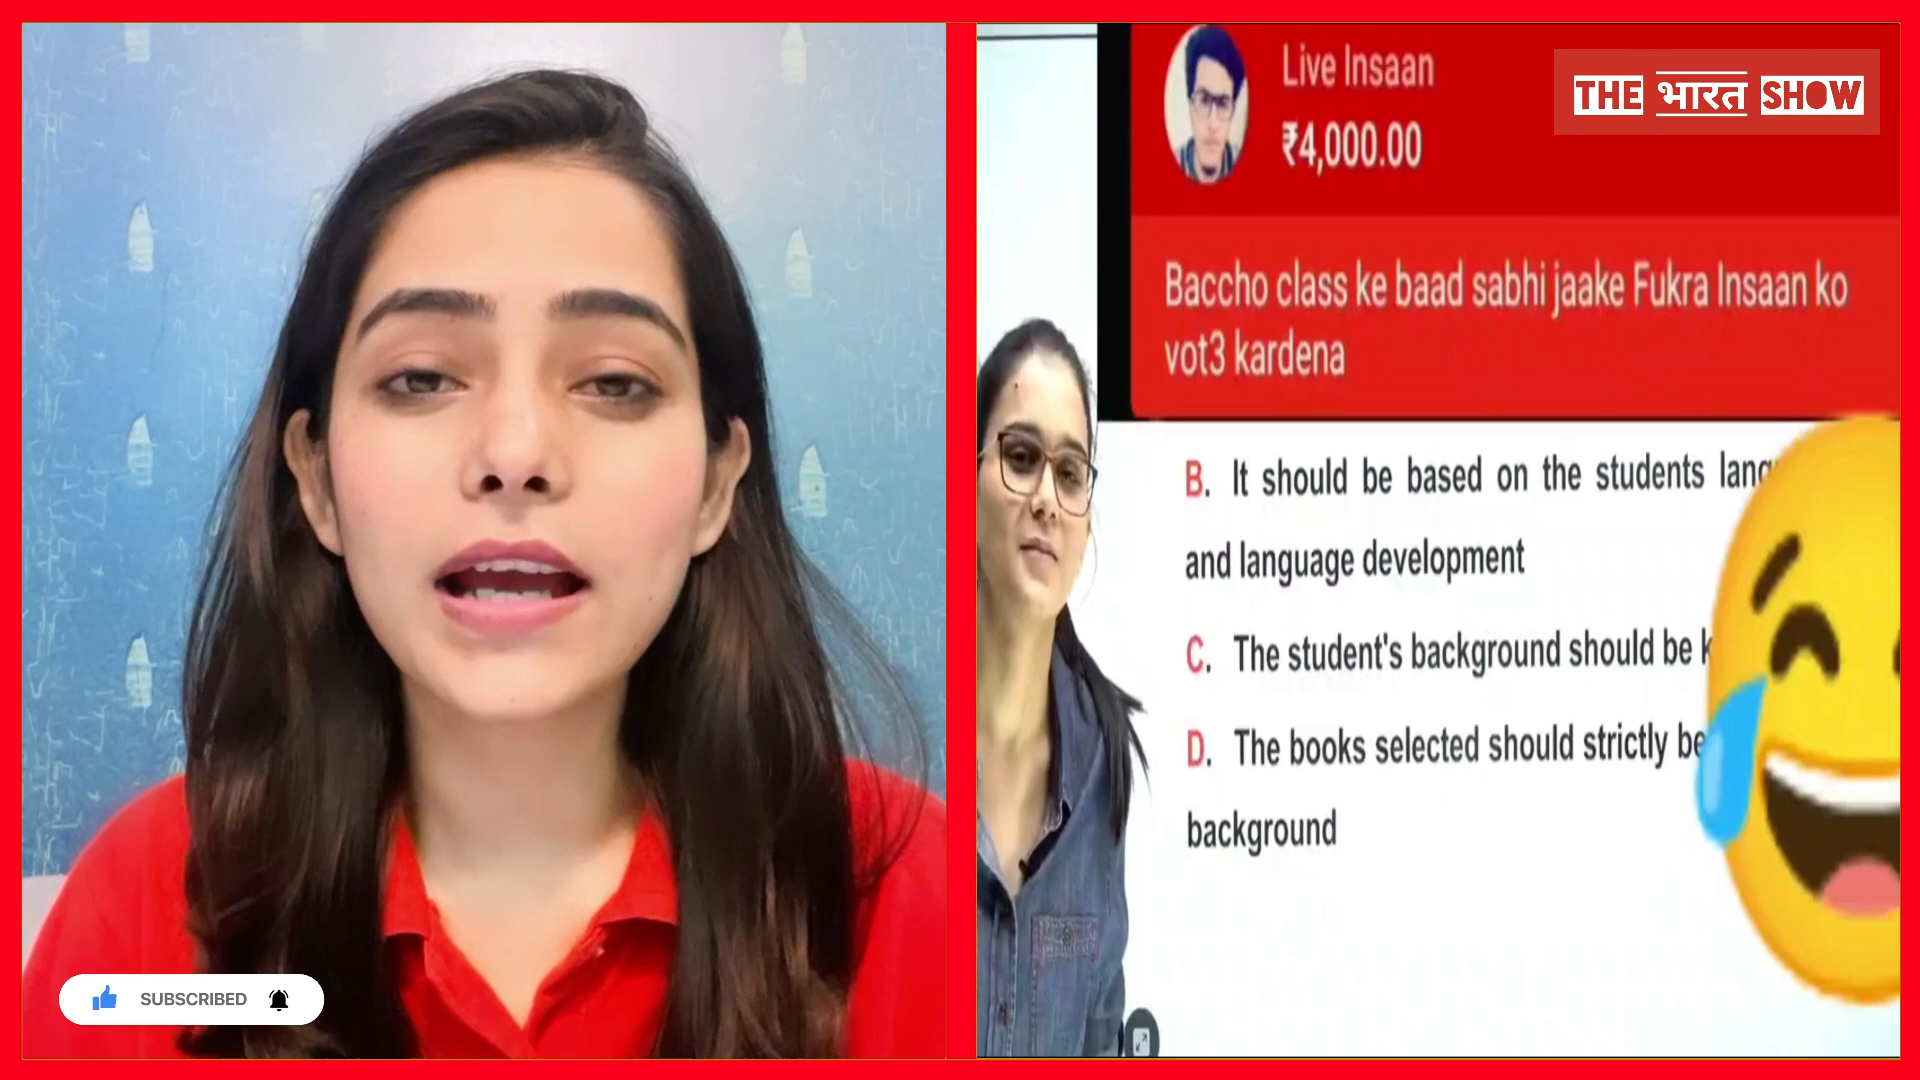 Live Insaan
₹4,000.00
THE भारत SHOW
Baccho class ke baad sabhi jaake Fukra Insaan ko
vot3 kardena
B. It should be based on the students
and language development
C. The student's background should be
D. The books selected should strictly be
background
SUBSCRIBED